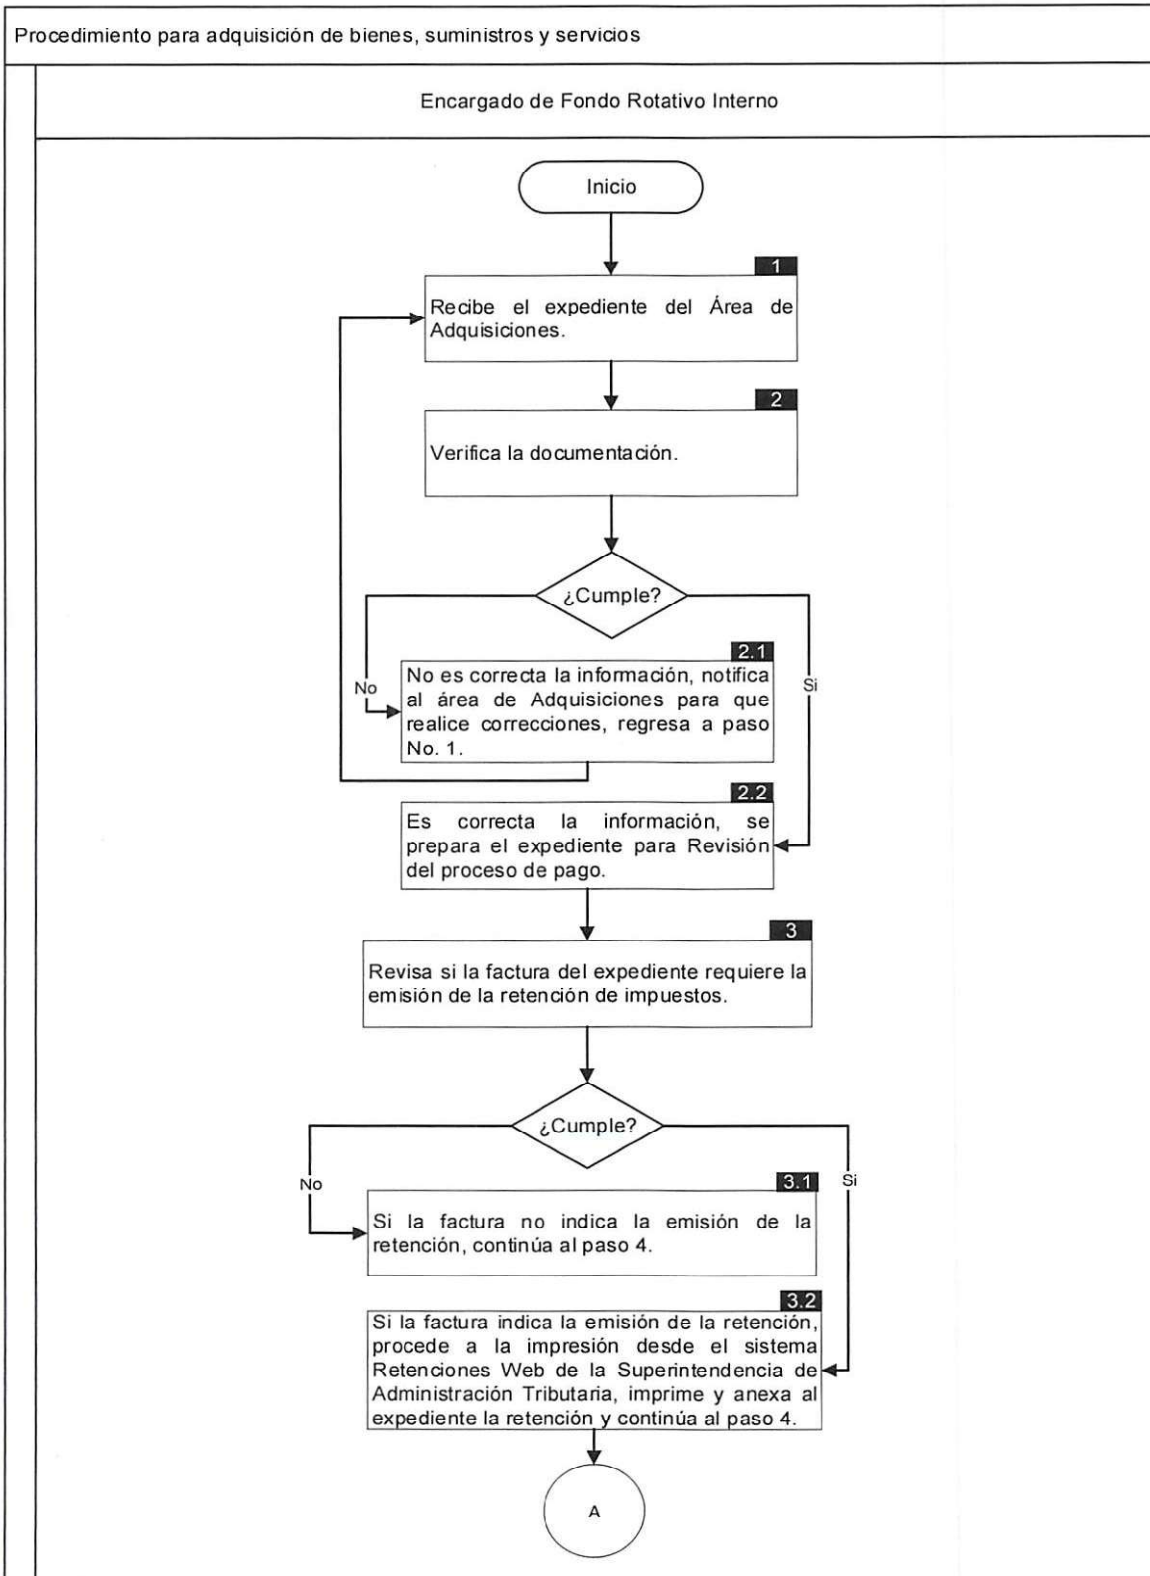 Procedimiento para adquisición de bienes, suministros y servicios
Encargado de Fondo Rotativo Interno
Inicio
1
Recibe el expediente del Área de
Adquisiciones.
2
Verifica la documentación.
¿Cumple?
No
Si
2.1
No es correcta la información, notifica
al área de Adquisiciones para que
realice correcciones, regresa a paso
No. 1.
2.2
Es correcta la información, se
prepara el expediente para Revisión
del proceso de pago.
3
Revisa si la factura del expediente requiere la
emisión de la retención de impuestos.
¿Cumple?
No
Si
3.1
Si la factura no indica la emisión de la
retención, continúa al paso 4.
3.2
Si la factura indica la emisión de la retención,
procede a la impresión desde el sistema
Retenciones Web de la Superintendencia de
Administración Tributaria, imprime y anexa al
expediente la retención y continúa al paso 4.
A